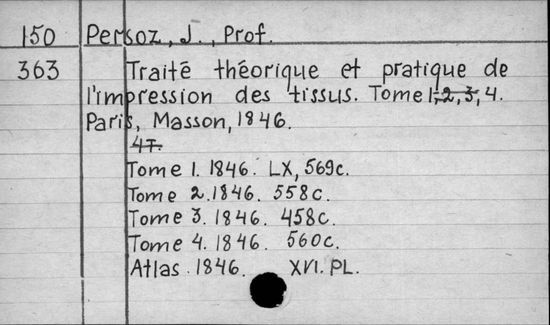 150 Persoz, J., Prof.
363 Traité théorique et pratique de
l'impression des tissus. Tome 1, 2, 3, 4.
Paris, Masson, 1846.
4T.
Tome 1. 1846. LX, 569c.
Tome 2. 1846. 558c.
Tome 3. 1846. 458c.
Tome 4. 1846. 560c.
Atlas. 1846. XVI. PL.